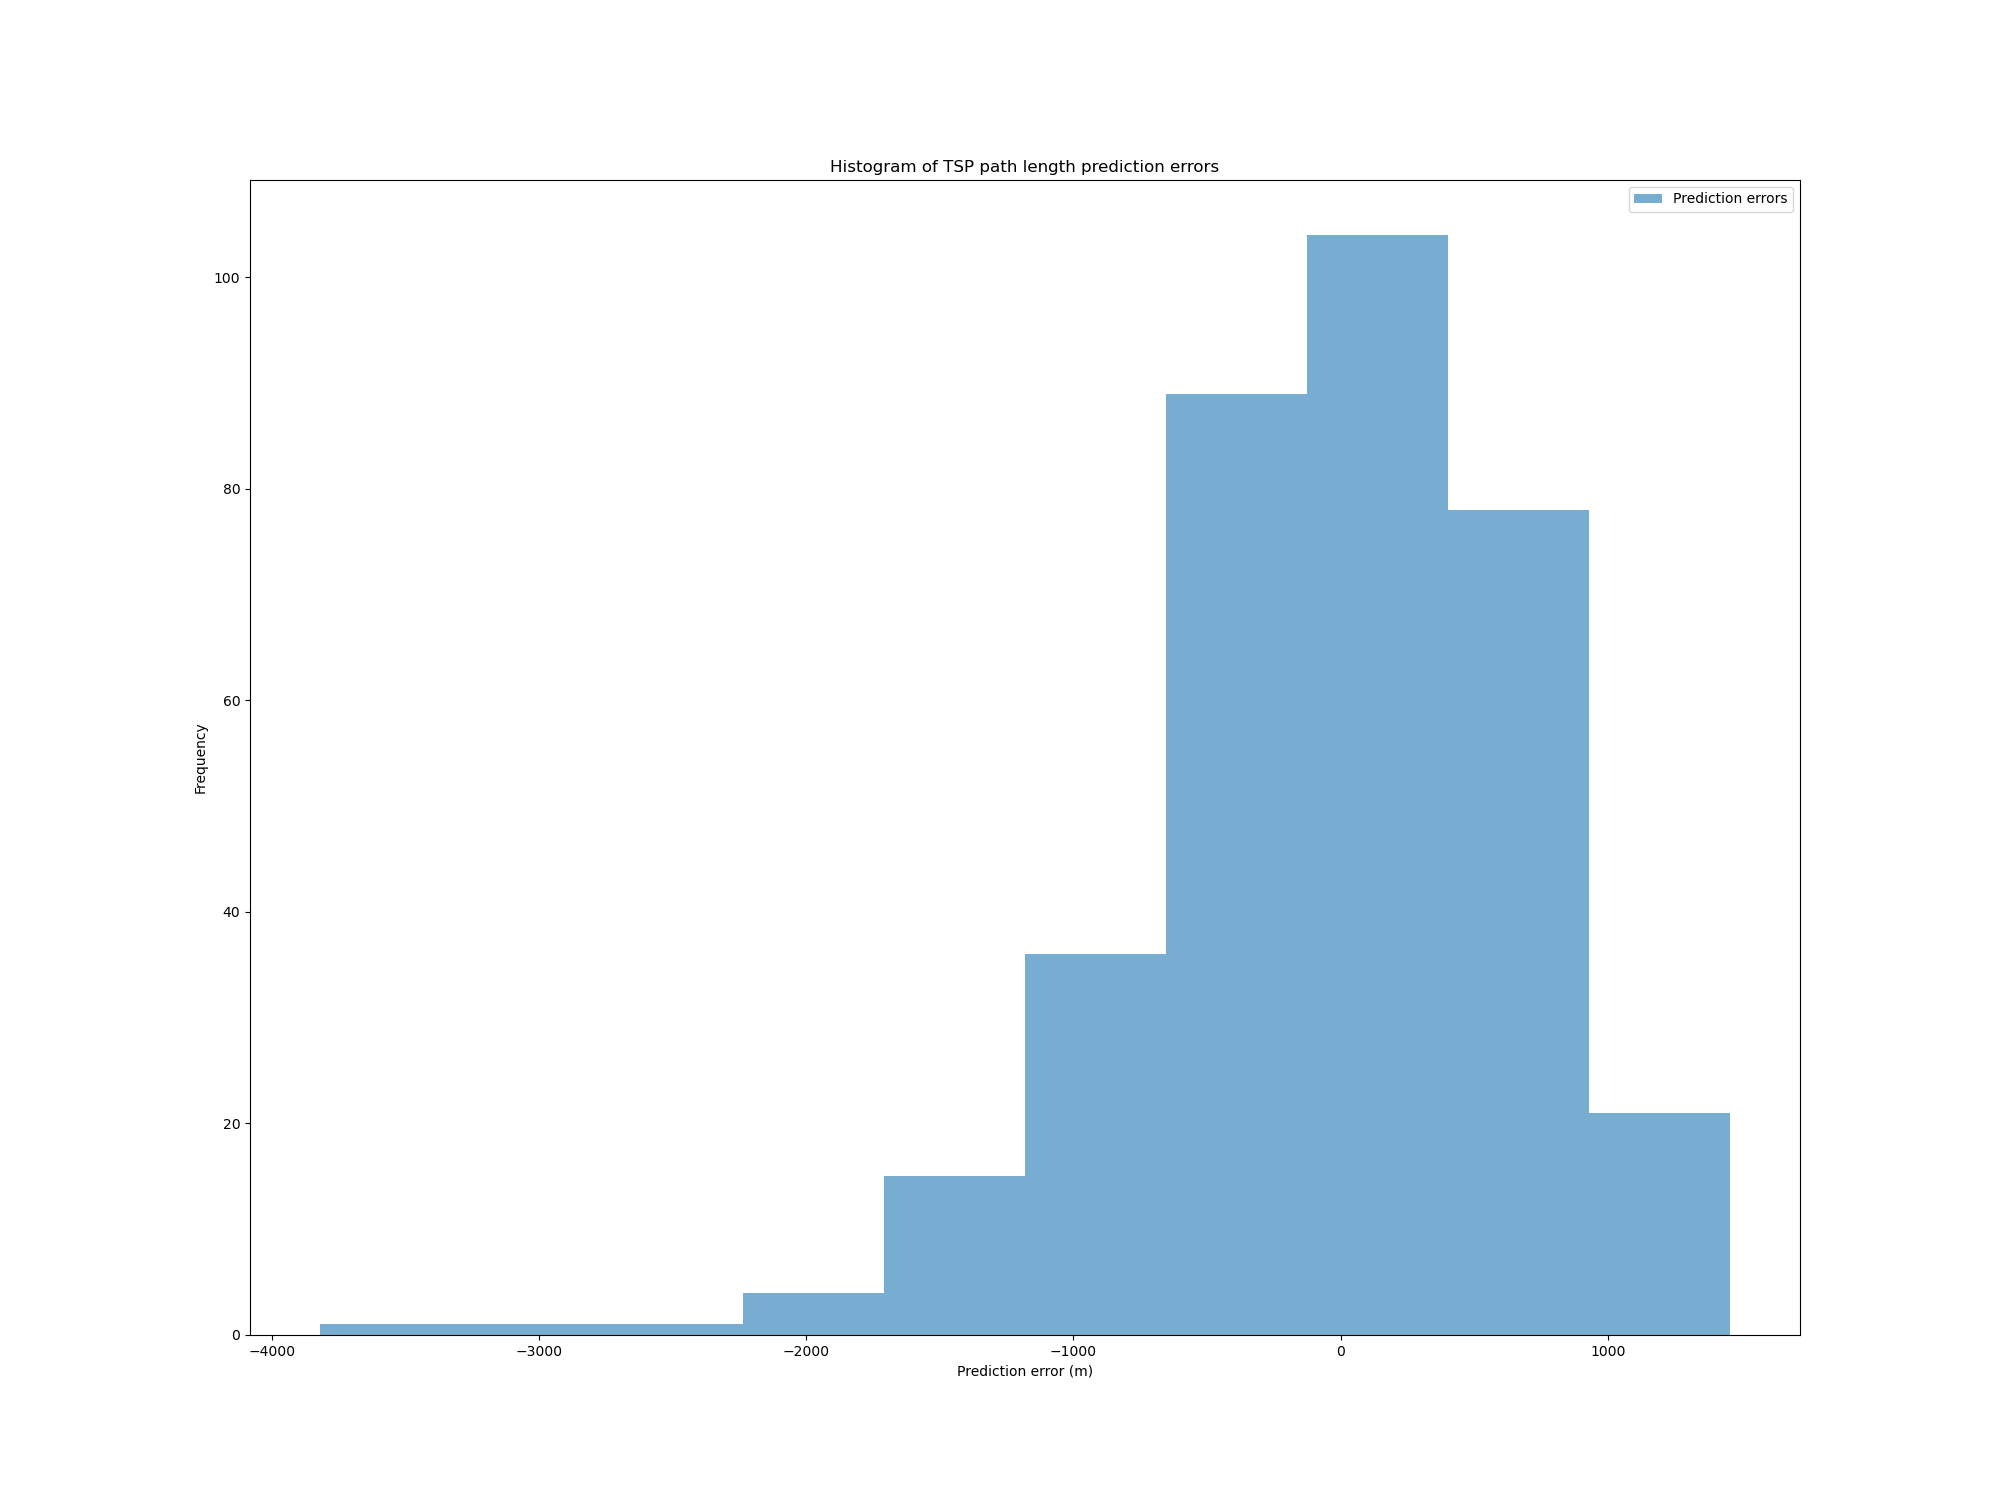 Histogram of TSP path length prediction errors
Prediction errors
100
80
60
40
20
0
Frequency
−4000 −3000 −2000 −1000 0 1000
Prediction error (m)